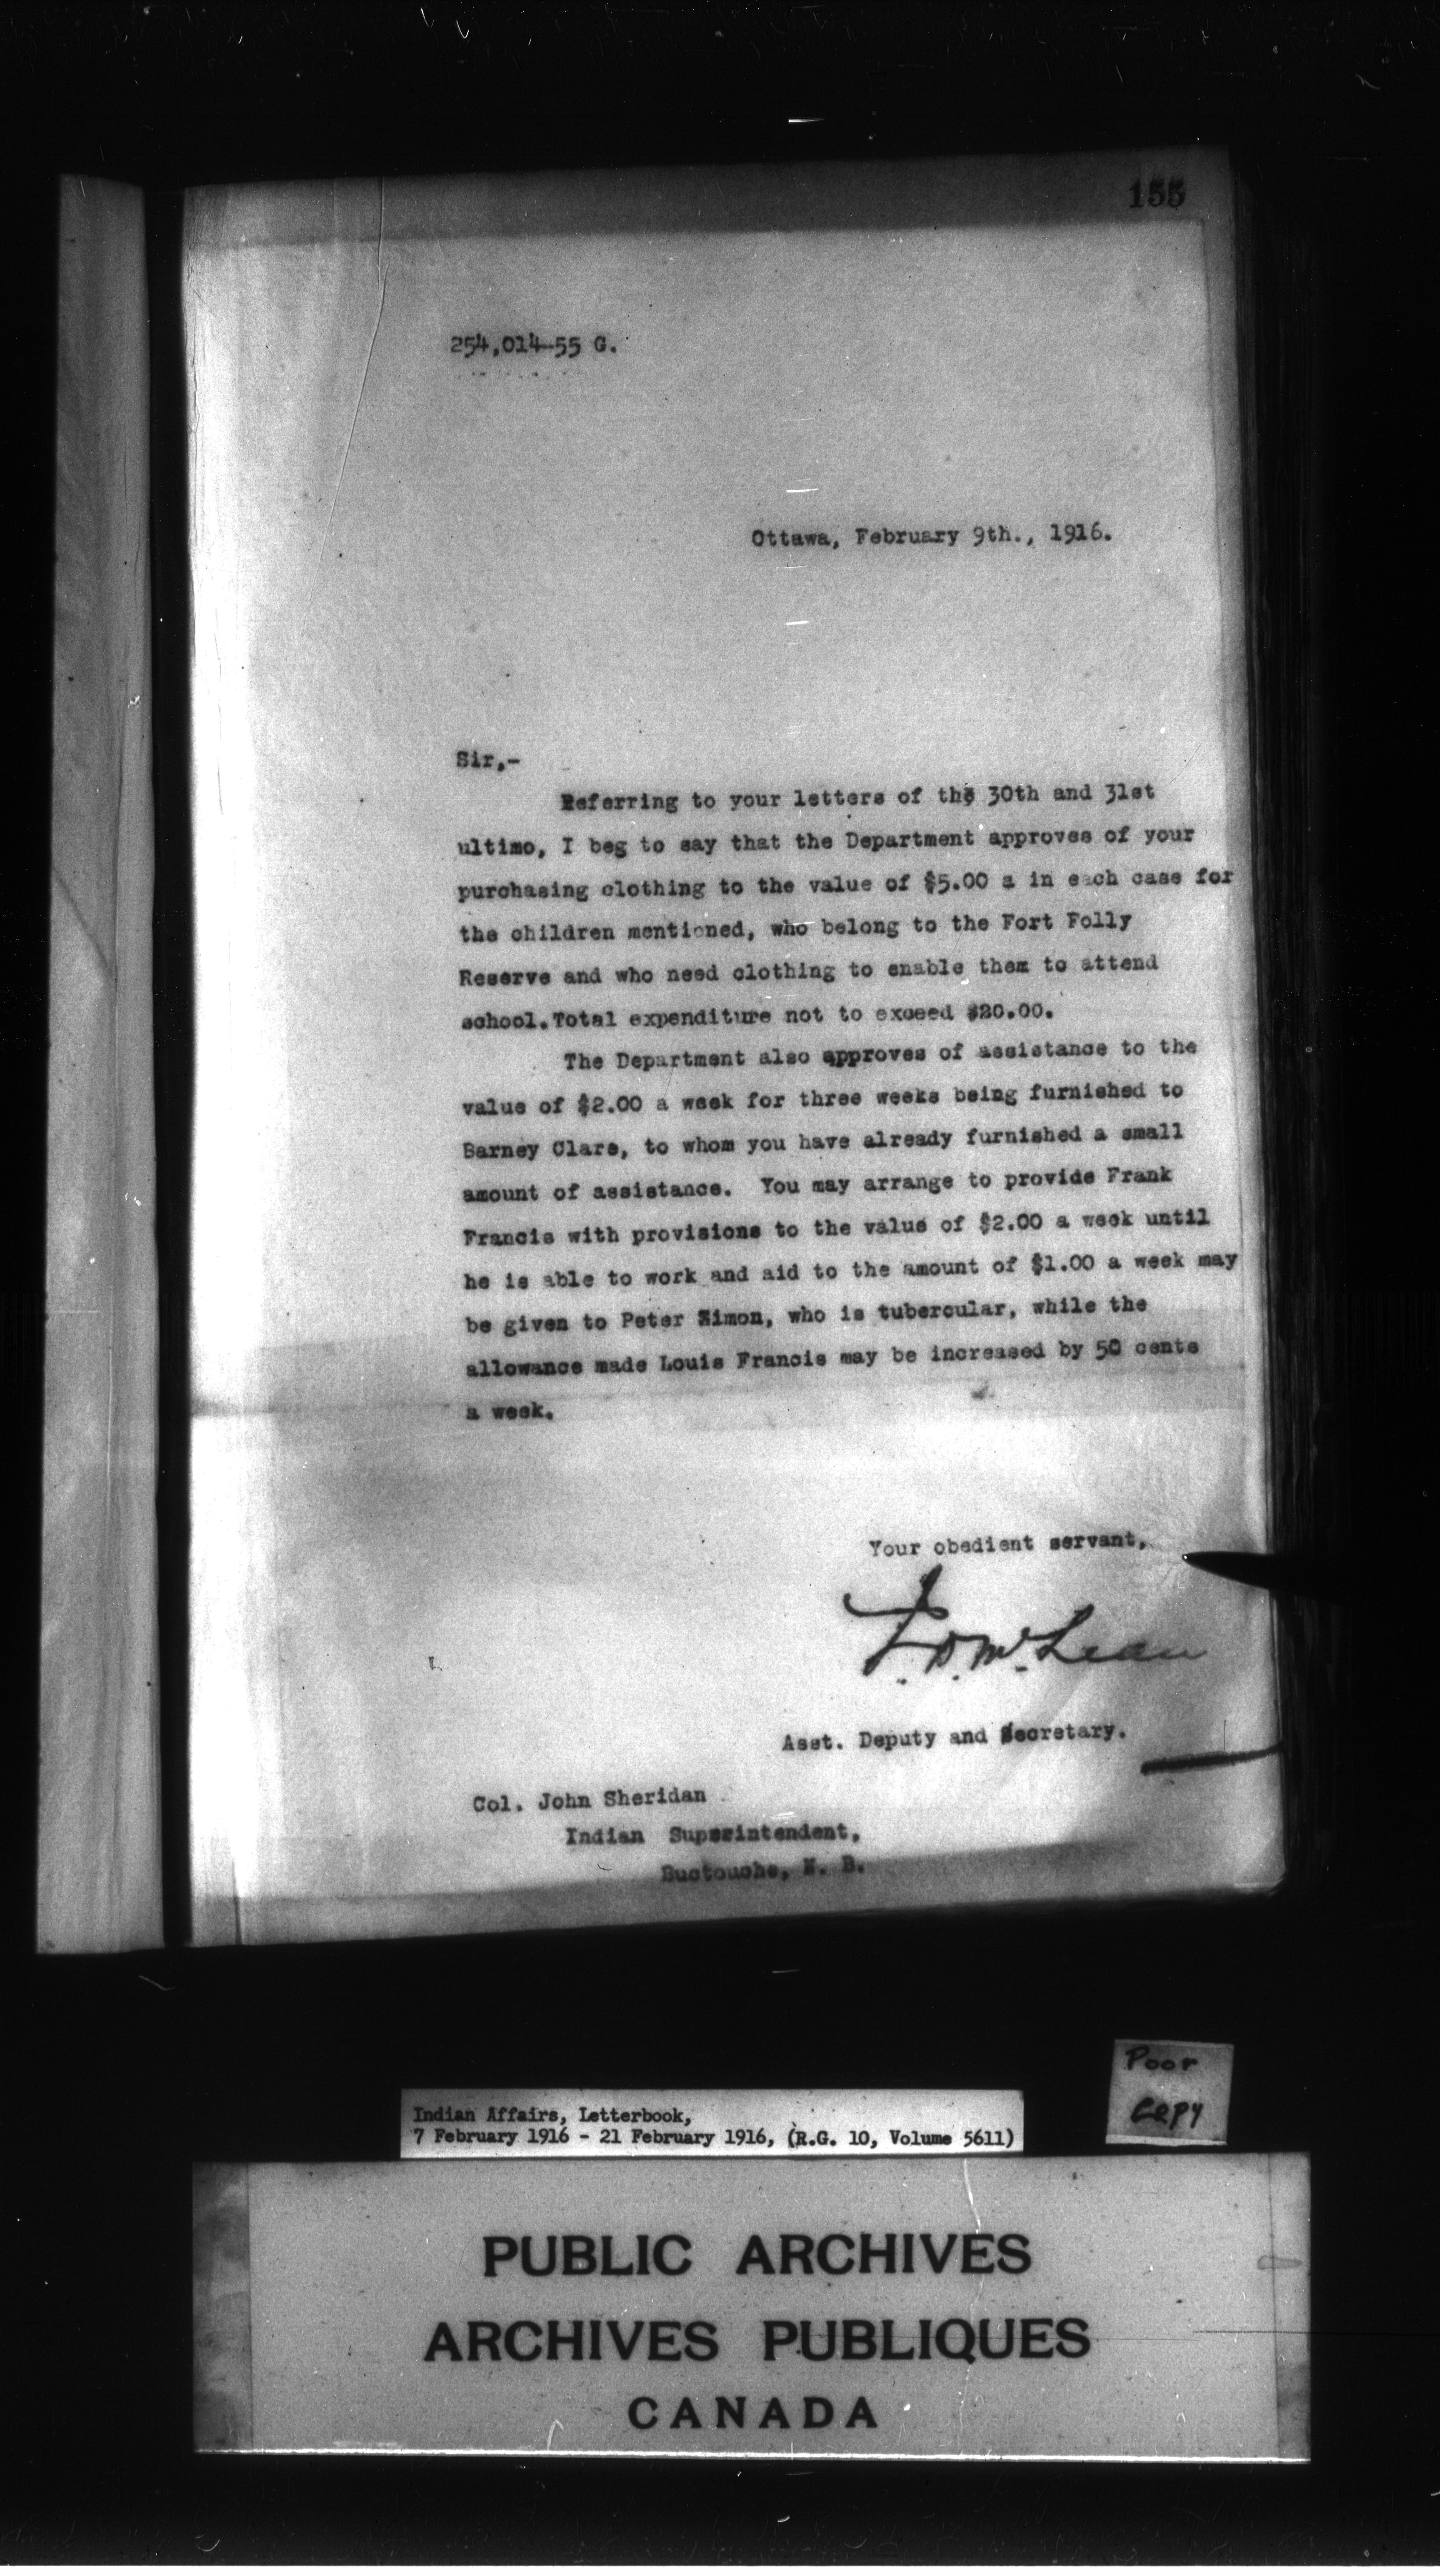 155
254,014-55 G.
Ottawa, February 9th., 1916.
Sir,-
Referring to your letters of the 30th and 31st
ultimo, I beg to say that the Department approves of your
purchasing clothing to the value of $5.00 a in each case for
the children mentioned, who belong to the Fort Folly
Reserve and who need clothing to enable them to attend
school.Total expenditure not to exceed $20.00.
The Department also approves of assistance to the
value of $2.00 a week for three weeks being furnished to
Barney Clare, to whom you have already furnished a small
amount of assistance. You may arrange to provide Frank
Francis with provisions to the value of $2.00 a week until
he is able to work and aid to the amount of $1.00 a week may
be given to Peter Simon, who is tubercular, while the
allowance made Louis Francis may be increased by 50 cents
a week.
Your obedient servant,
J. D. McLean
Asst. Deputy and Secretary.
Col. John Sheridan
Indian Superintendent,
Buctouche, N. B.
Poor
Copy
Indian Affairs, Letterbook,
7 February 1916 - 21 February 1916, (R.G. 10, Volume 5611)
PUBLIC ARCHIVES
ARCHIVES PUBLIQUES
CANADA